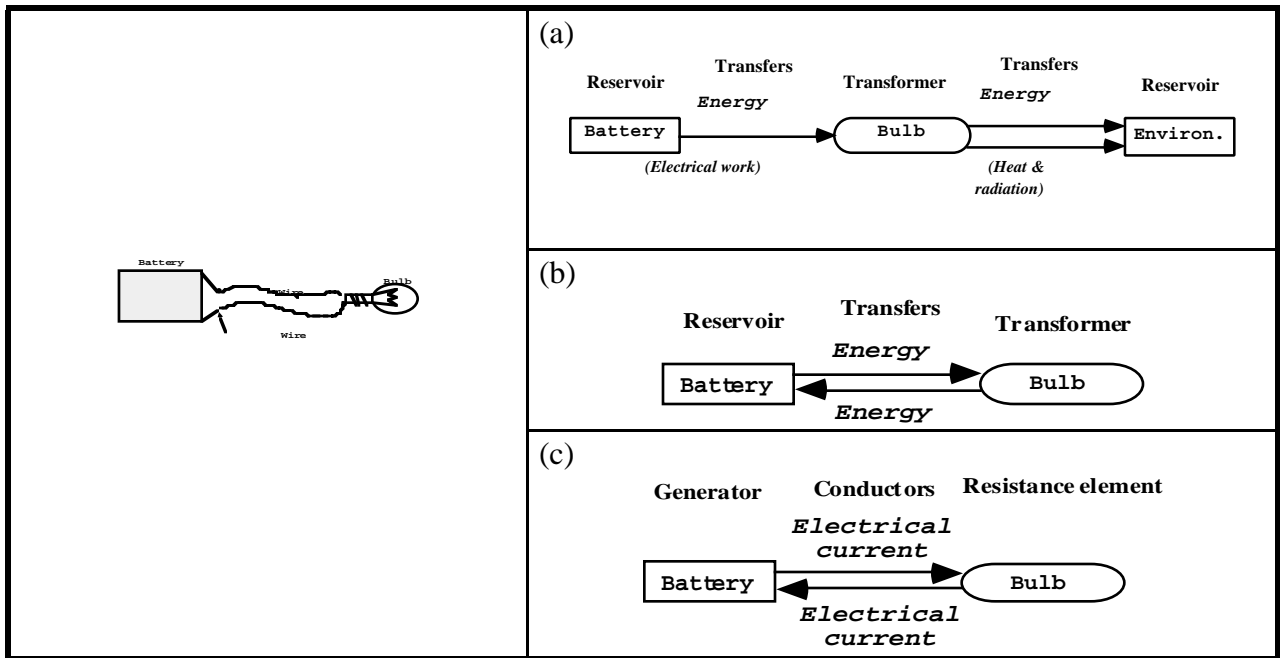 Battery
Wire
Bulb
Wire
(a)
Reservoir Transfers Transformer Transfers Reservoir
Energy Energy
Battery Bulb Environ.
(Electrical work) (Heat &
radiation)
(b)
Reservoir Transfers Transformer
Energy
Battery Bulb
Energy
(c)
Generator Conductors Resistance element
Electrical
current
Battery Bulb
Electrical
current